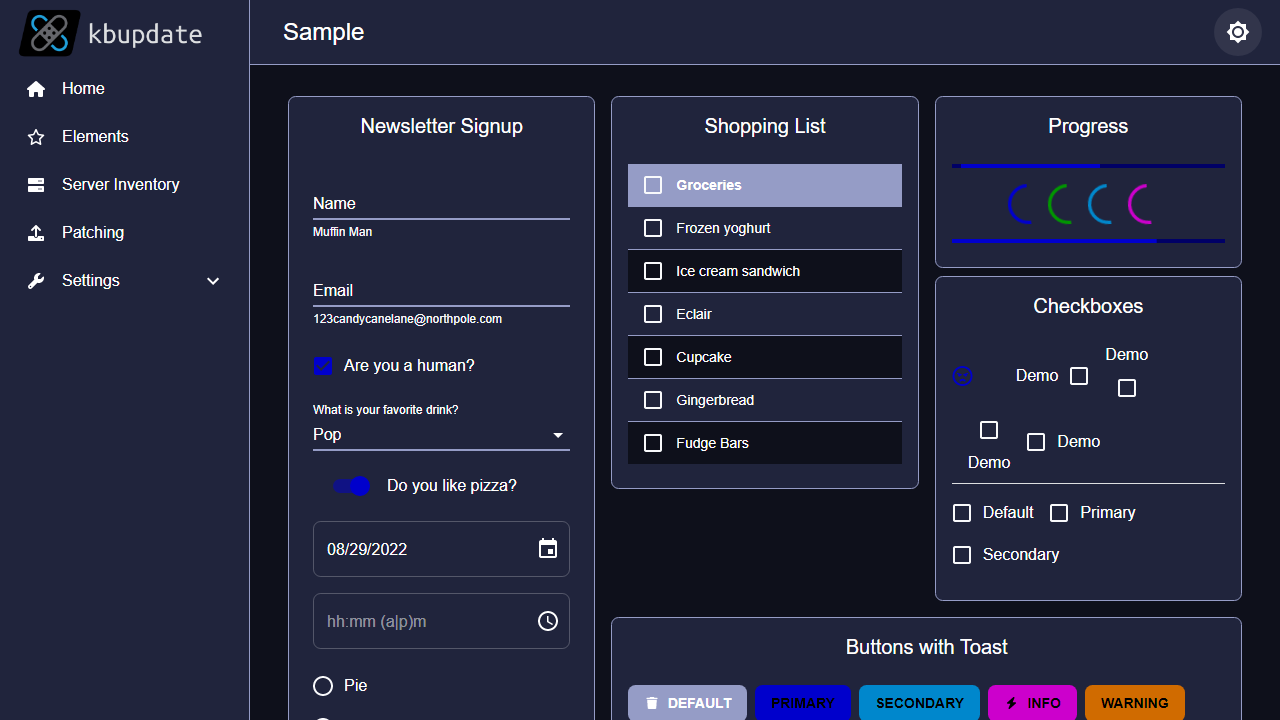 kbupdate
Sample
Home
Elements
Server Inventory
Patching
Settings
Newsletter Signup
Name
Muffin Man
Email
123candycanelane@northpole.com
Are you a human?
What is your favorite drink?
Pop
Do you like pizza?
08/29/2022
hh:mm (a|p)m
Pie
Shopping List
Groceries
Frozen yoghurt
Ice cream sandwich
Eclair
Cupcake
Gingerbread
Fudge Bars
Progress
Checkboxes
Demo
Demo
Demo
Demo
Default
Primary
Secondary
Buttons with Toast
DEFAULT
PRIMARY
SECONDARY
INFO
WARNING